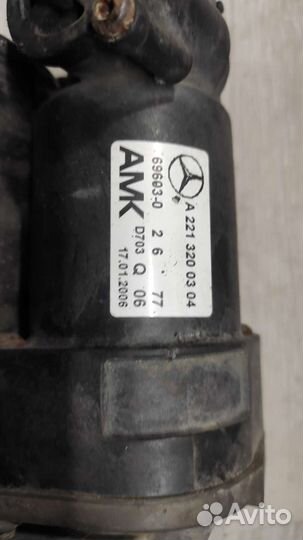 A 221 320 03 04
69603-0 2 6 77
AMK D703 Q 06
17.01.2006
Avito